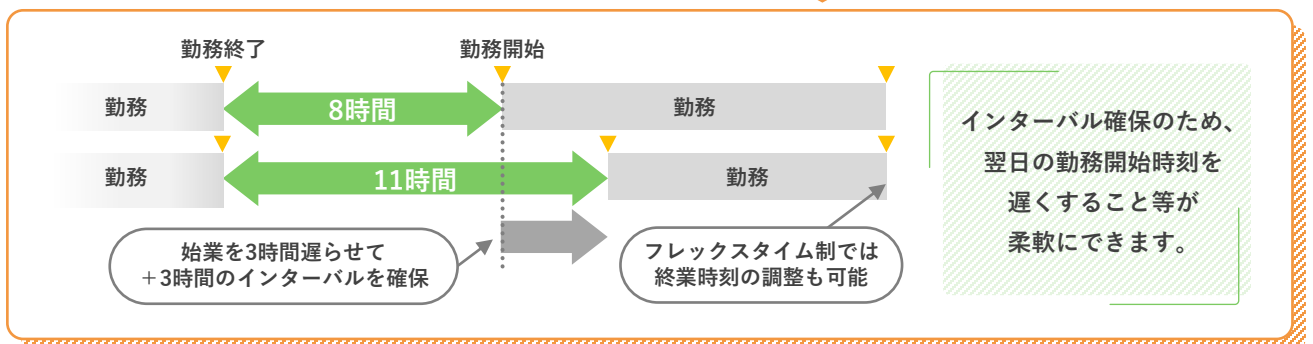 勤務終了
勤務開始
勤務
8時間
勤務
勤務
11時間
勤務
始業を3時間遅らせて
+3時間のインターバルを確保
フレックスタイム制では
終業時刻の調整も可能
インターバル確保のため、
翌日の勤務開始時刻を
遅くすること等が
柔軟にできます。